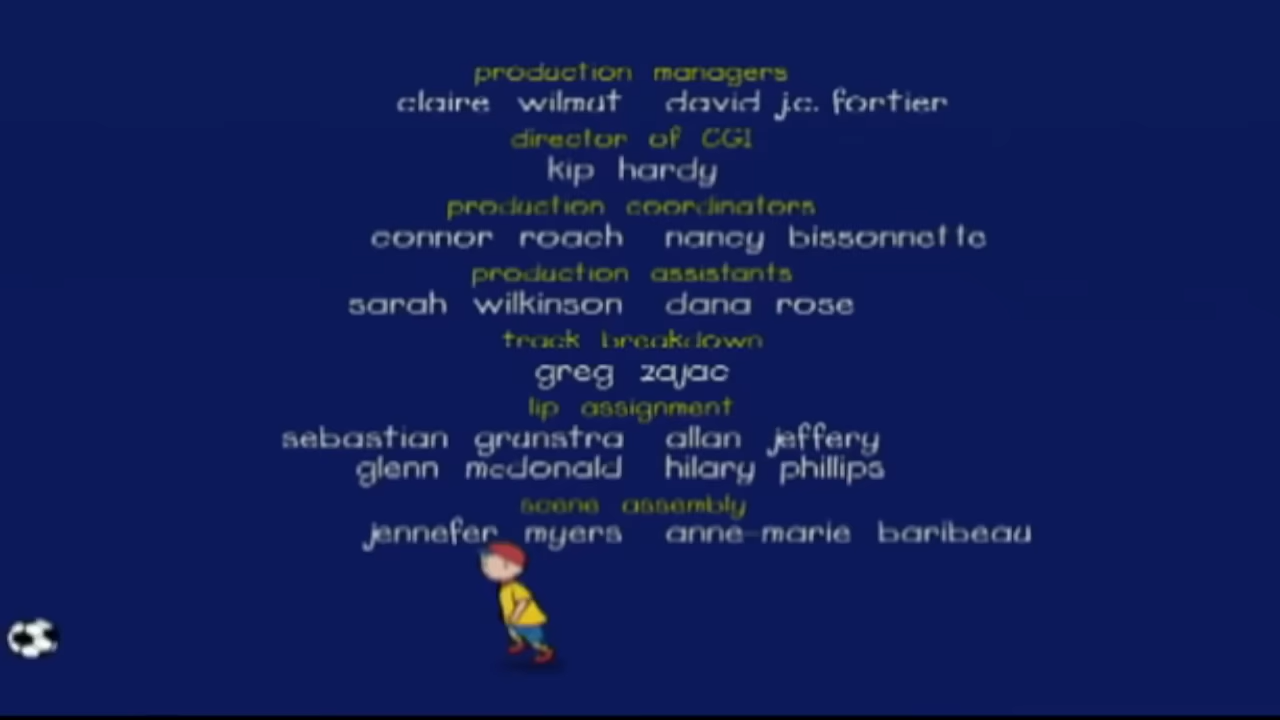 production managers
claire wilmut david j.c. fortier
director of CGI
kip hardy
production coordinators
connor roach nancy bissonnette
production assistants
sarah wilkinson dana rose
track breakdown
greg zajac
lip assignment
sebastian grunstra allan jeffery
glenn mcdonald hilary phillips
scene assembly
jennefer myers anne-marie baribeau